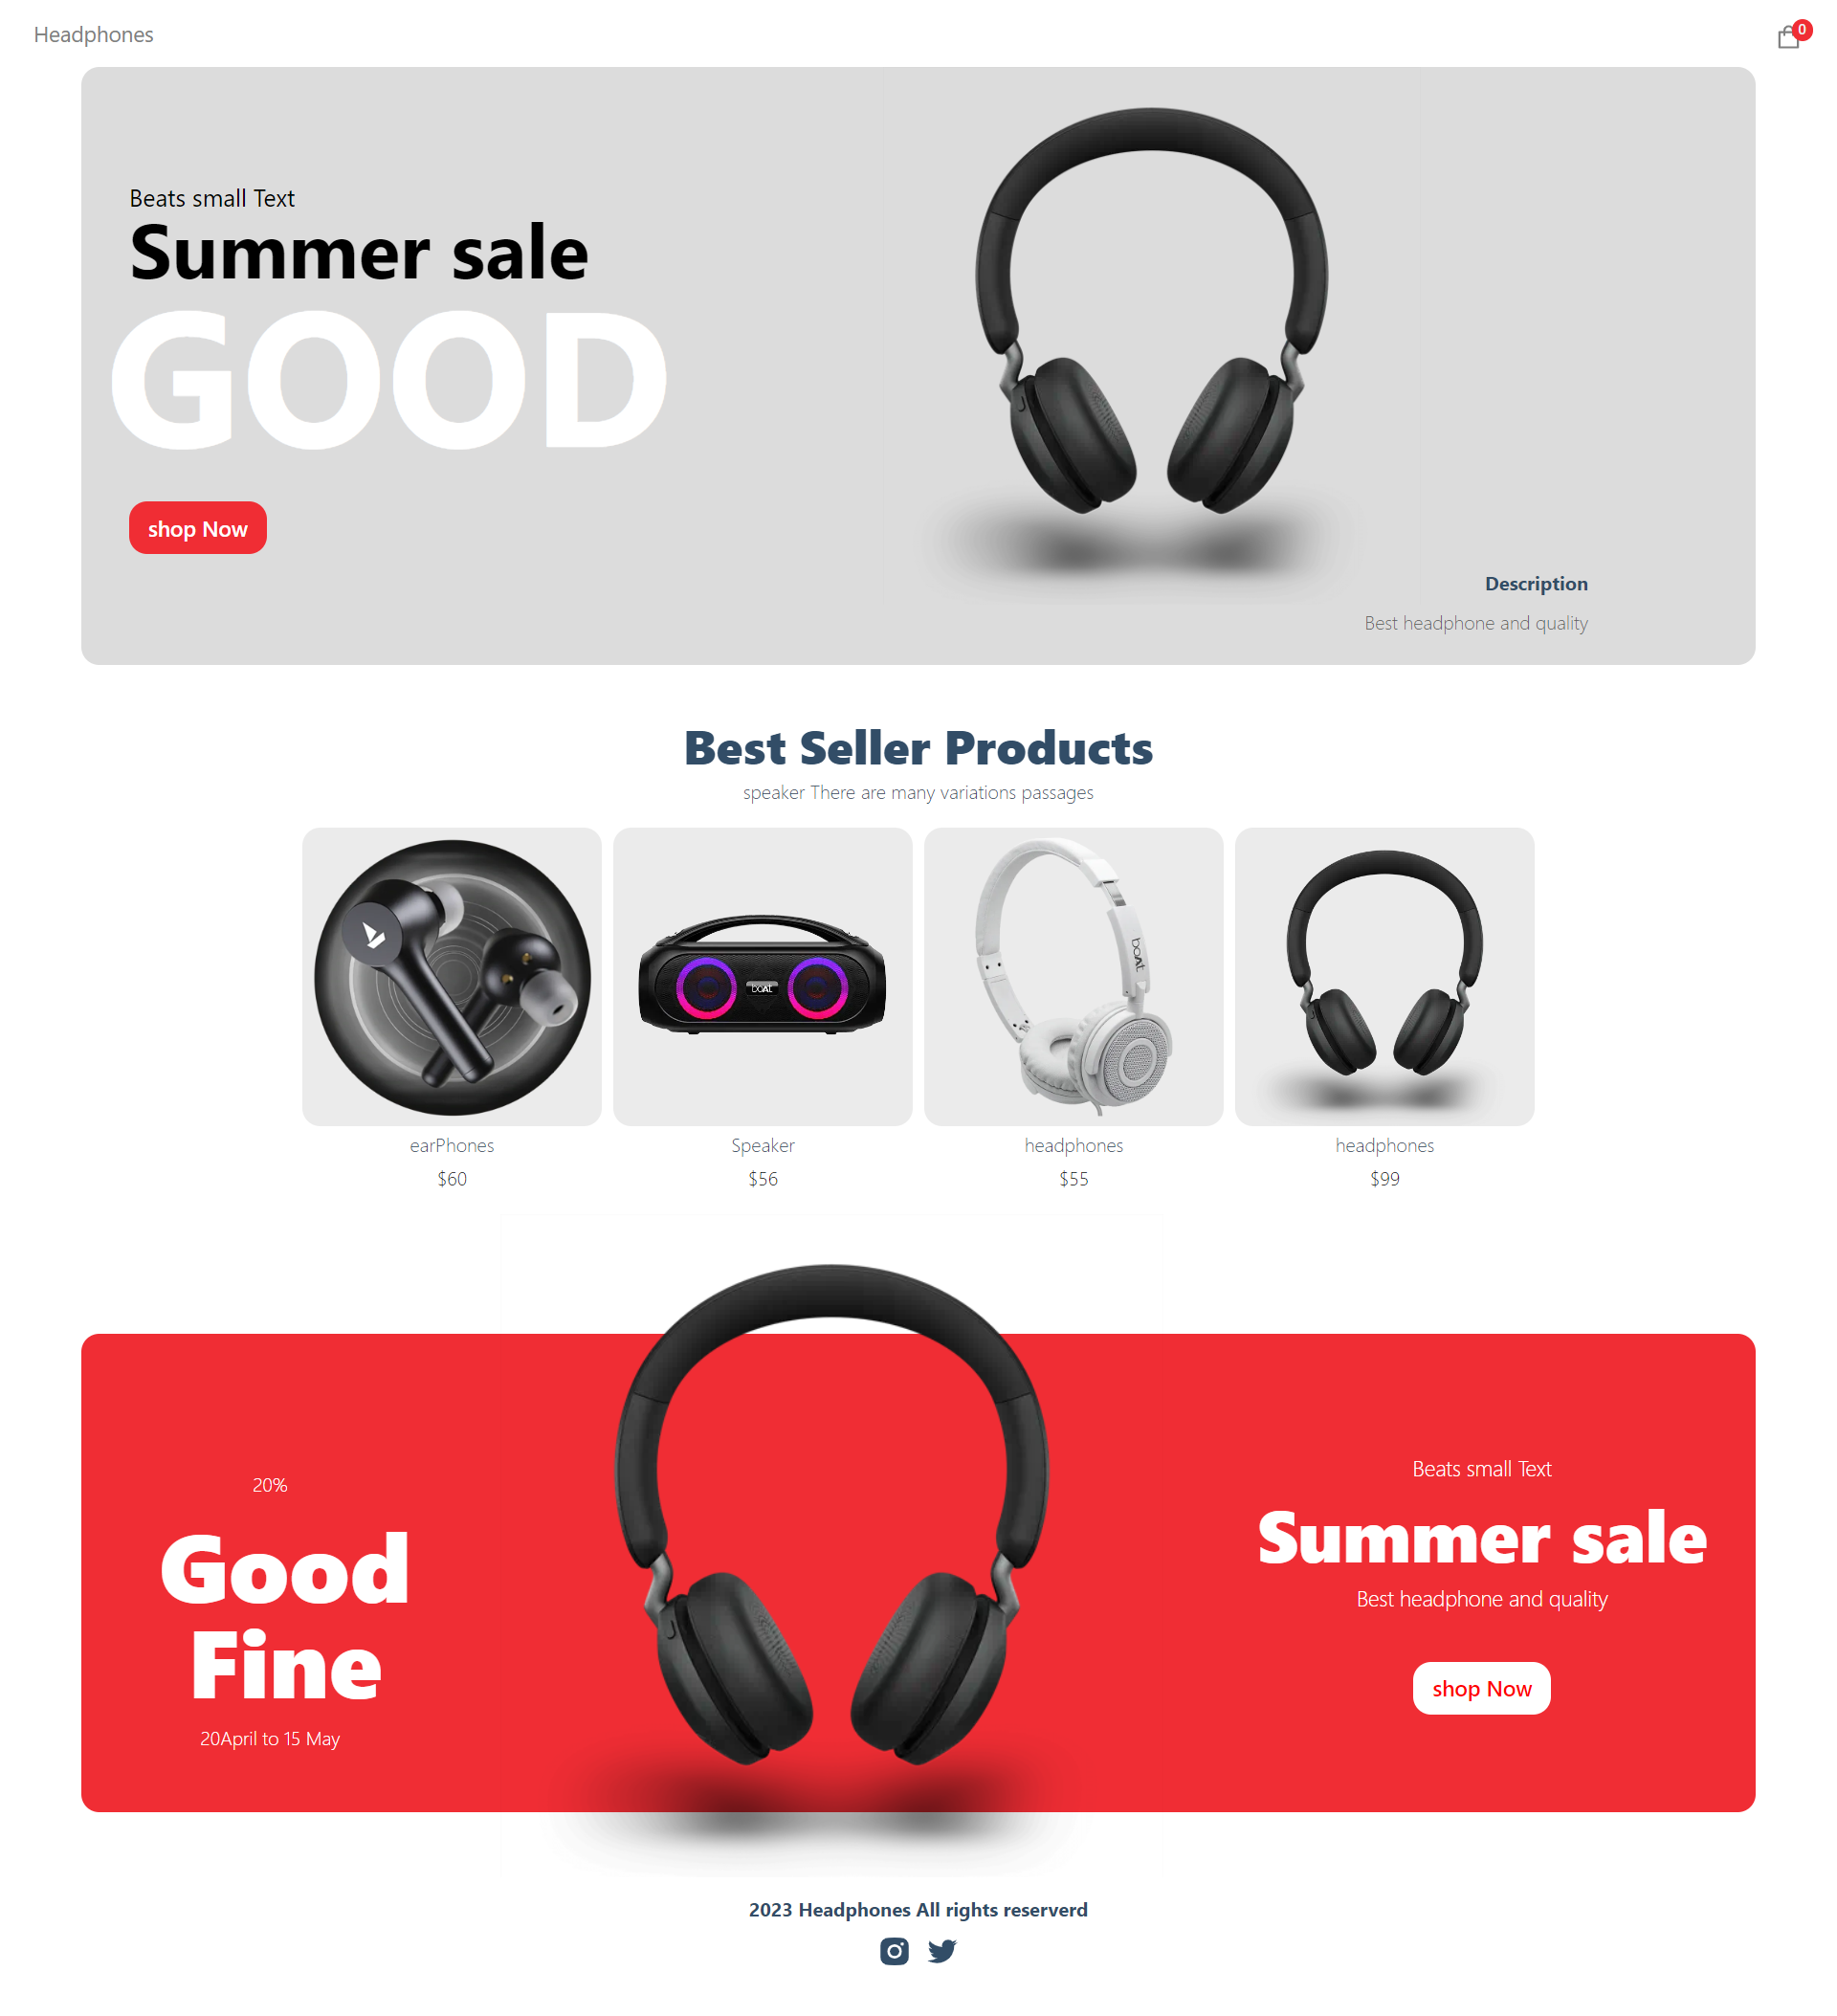 Headphones
0
Beats small Text
Summer sale
GOOD
shop Now
Description
Best headphone and quality
Best Seller Products
speaker There are many variations passages
boAt
boAt
earPhones
Speaker
headphones
headphones
$60
$56
$55
$99
20%
Good
Fine
20April to 15 May
Beats small Text
Summer sale
Best headphone and quality
shop Now
2023 Headphones All rights reserverd